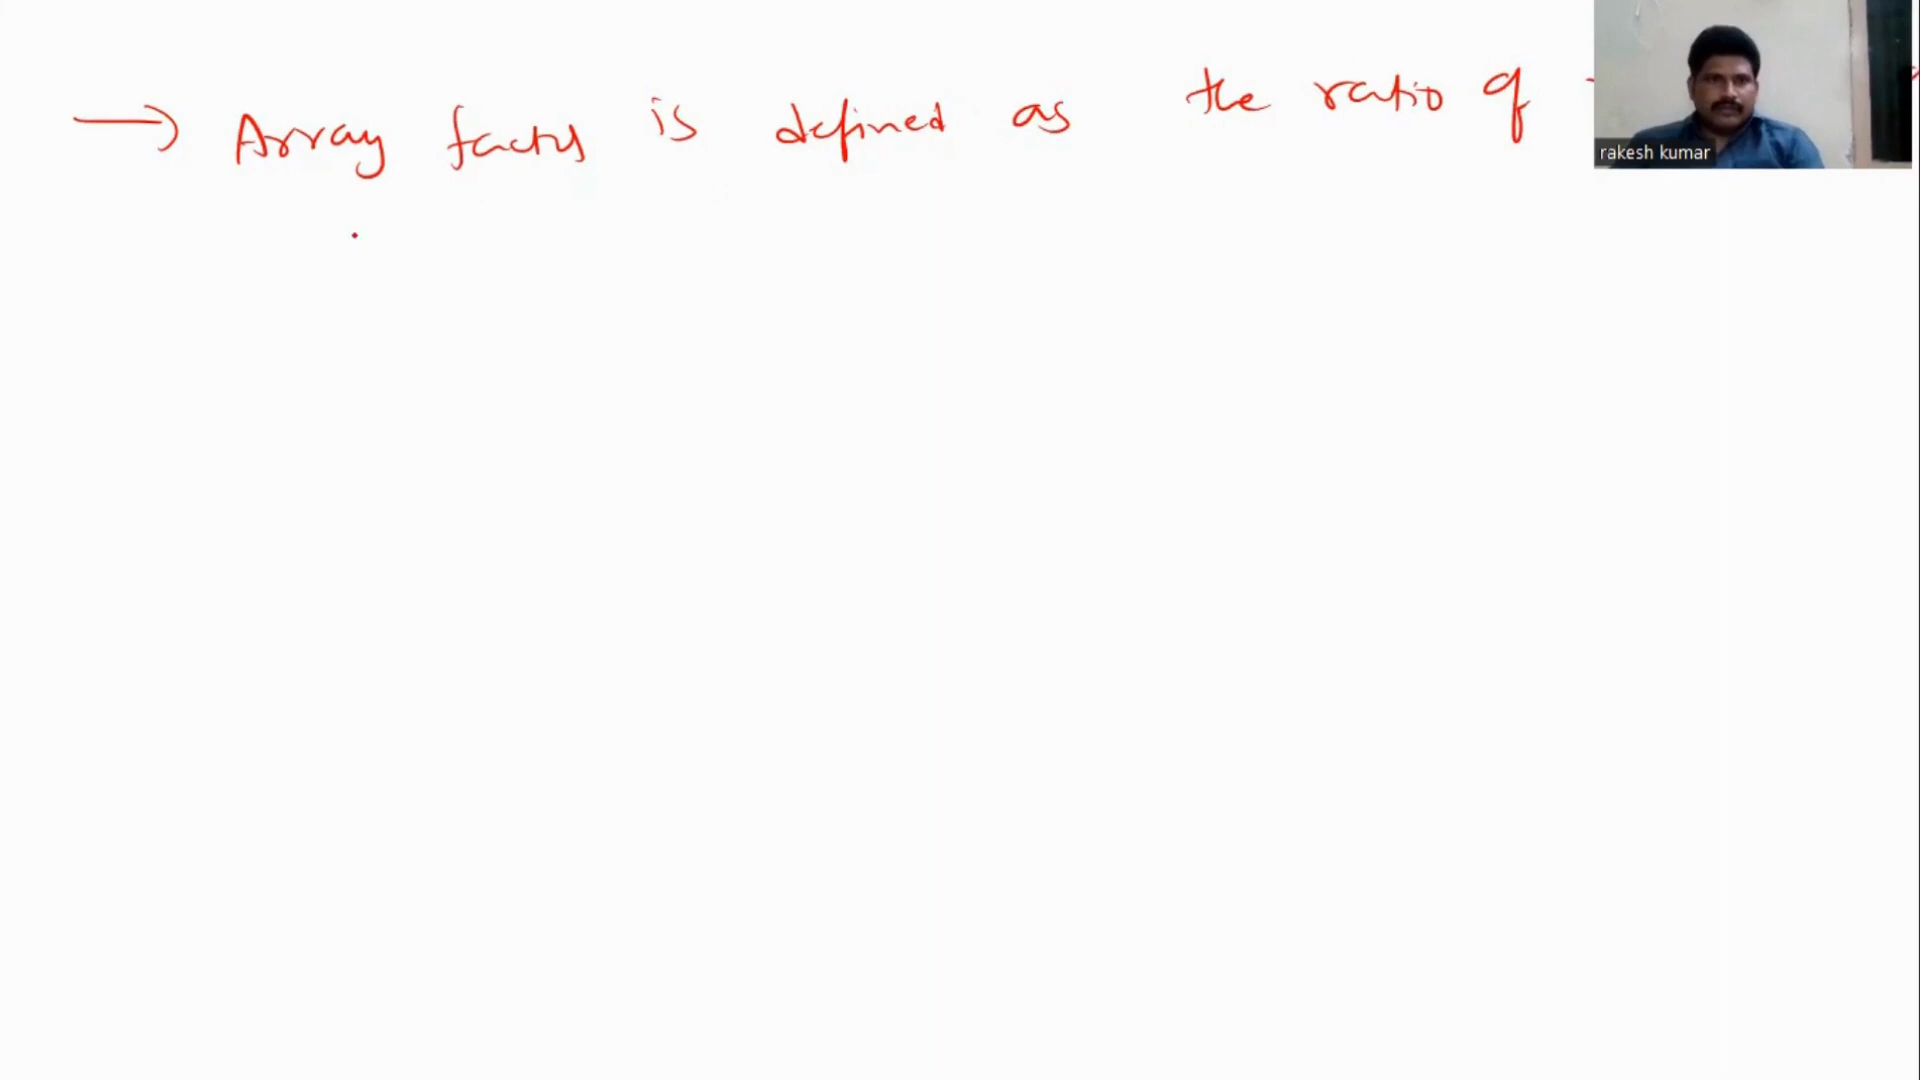 → Array factor is defined as the ratio of
rakesh kumar